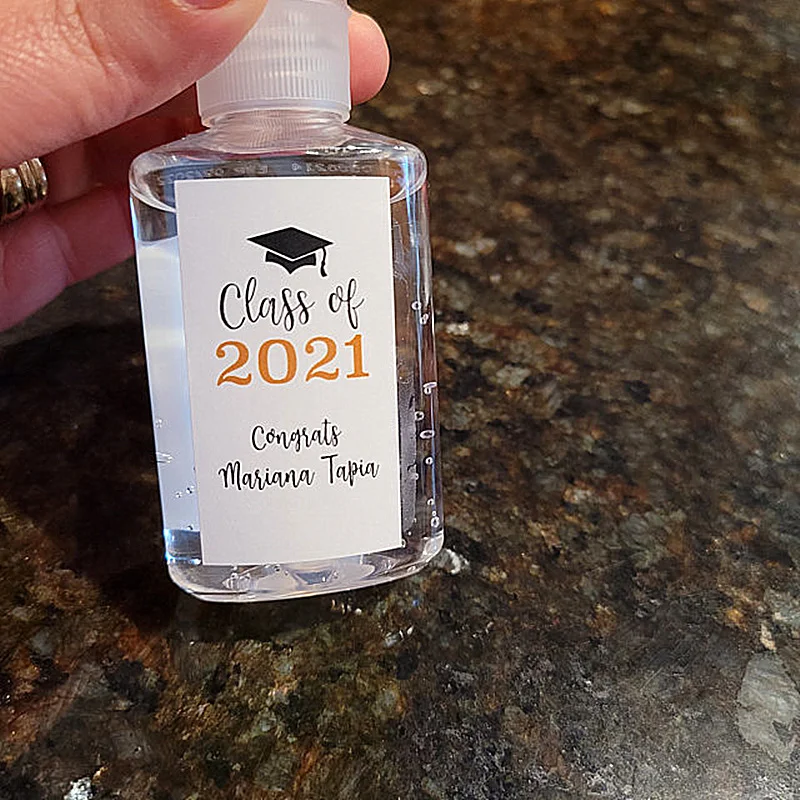 Class of
2021
Congrats
Mariana Tapia